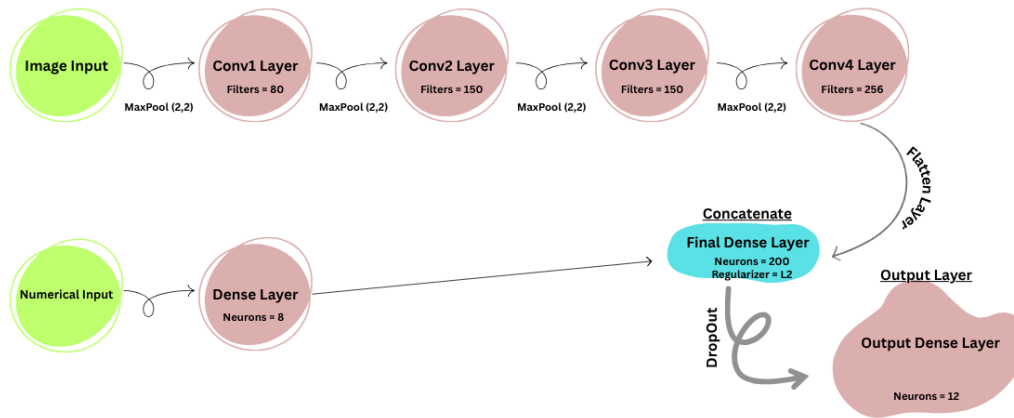 Image Input
Conv1 Layer
Filters = 80
Conv2 Layer
Filters = 150
Conv3 Layer
Filters = 150
Conv4 Layer
Filters = 256
MaxPool (2,2)
MaxPool (2,2)
MaxPool (2,2)
MaxPool (2,2)
Flatten Layer
Concatenate
Final Dense Layer
Neurons = 200
Regularizer = L2
Numerical Input
Dense Layer
Neurons = 8
DropOut
Output Layer
Output Dense Layer
Neurons = 12